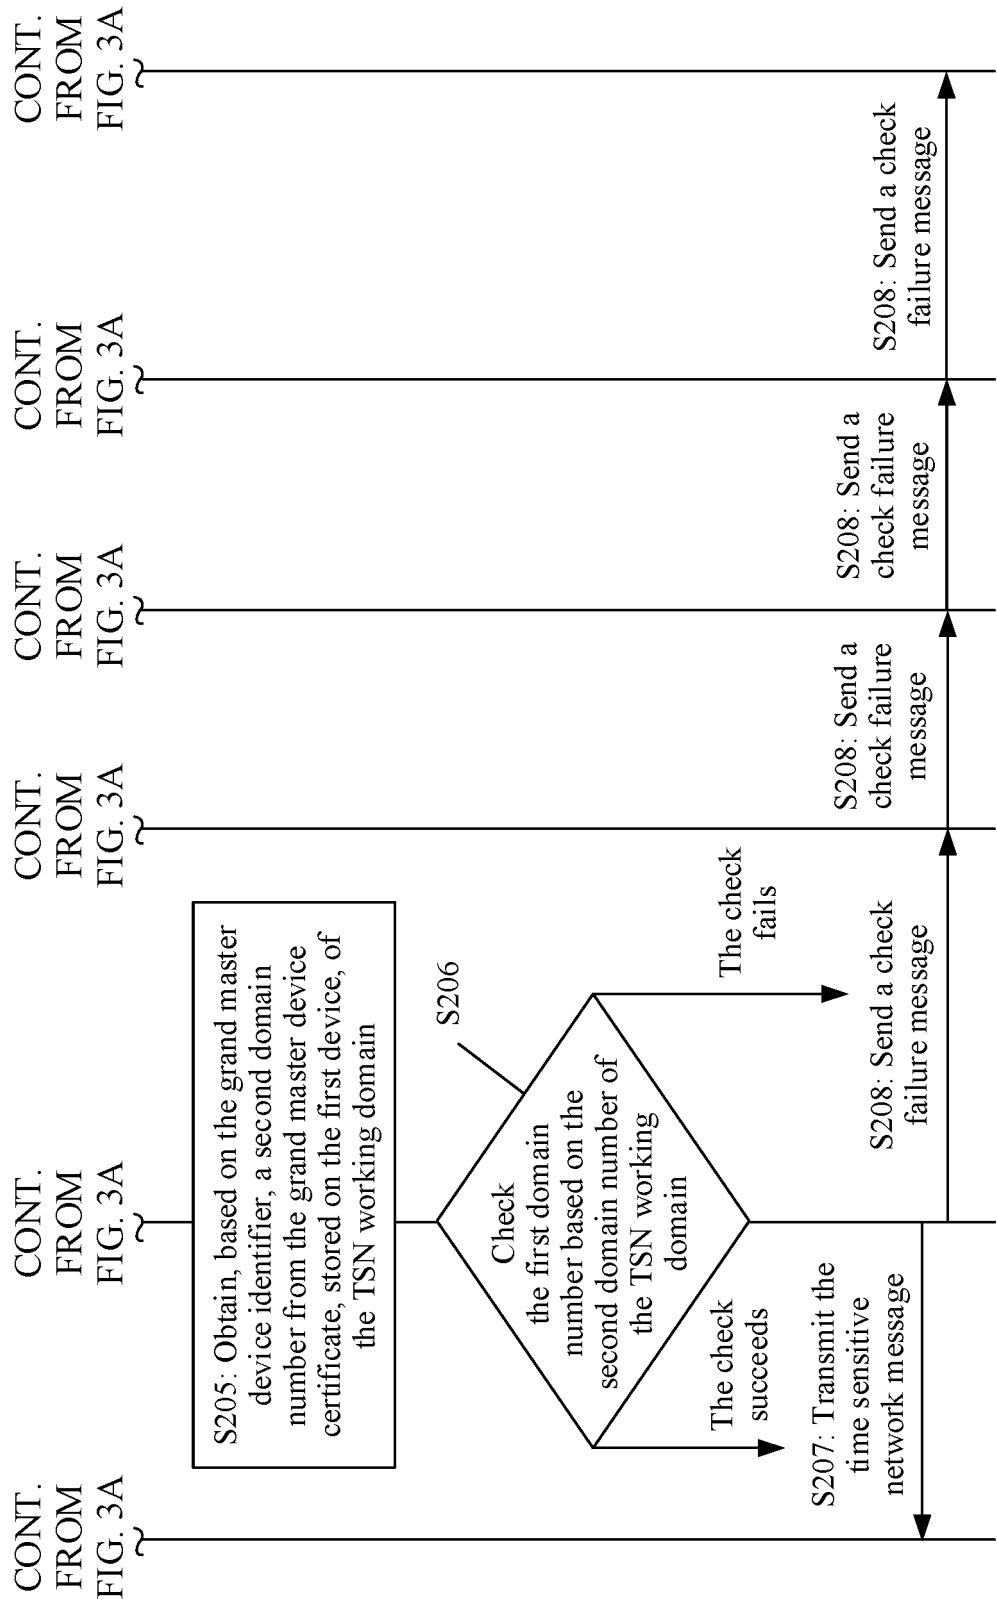 CONT.
FROM
FIG. 3A
CONT.
FROM
FIG. 3A
CONT.
FROM
FIG. 3A
CONT.
FROM
FIG. 3A
CONT.
FROM
FIG. 3A
CONT.
FROM
FIG. 3A
S205: Obtain, based on the grand master
device identifier, a second domain
number from the grand master device
certificate, stored on the first device, of
the TSN working domain
S206
Check
the first domain
number based on the
second domain number of
the TSN working
domain
The check
succeeds
The check
fails
S207: Transmit the
time sensitive
network message
S208: Send a check
failure message
S208: Send a
check failure
message
S208: Send a
check failure
message
S208: Send a check
failure message